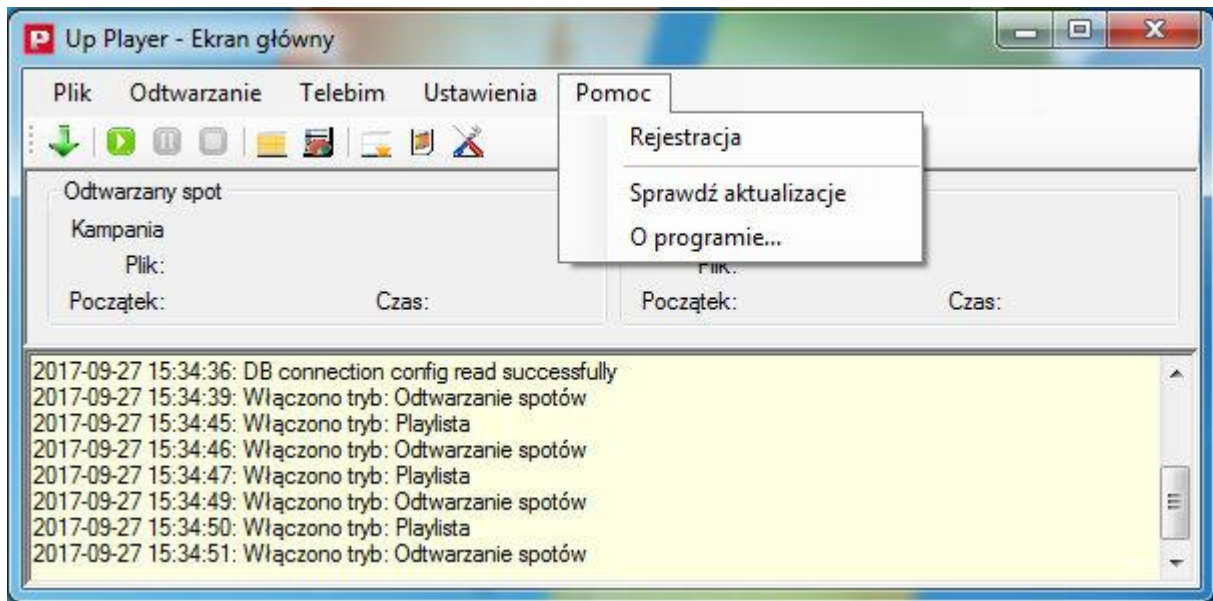 Up Player - Ekran główny
Plik Odtwarzanie Telebim Ustawienia Pomoc
Rejestracja
Sprawdź aktualizacje
O programie...
Odtwarzany spot
Kampania
Plik:
Plik:
Początek: Czas: Początek: Czas:
2017-09-27 15:34:36: DB connection config read successfully
2017-09-27 15:34:39: Włączono tryb: Odtwarzanie spotów
2017-09-27 15:34:45: Włączono tryb: Playlista
2017-09-27 15:34:46: Włączono tryb: Odtwarzanie spotów
2017-09-27 15:34:47: Włączono tryb: Playlista
2017-09-27 15:34:49: Włączono tryb: Odtwarzanie spotów
2017-09-27 15:34:50: Włączono tryb: Playlista
2017-09-27 15:34:51: Włączono tryb: Odtwarzanie spotów